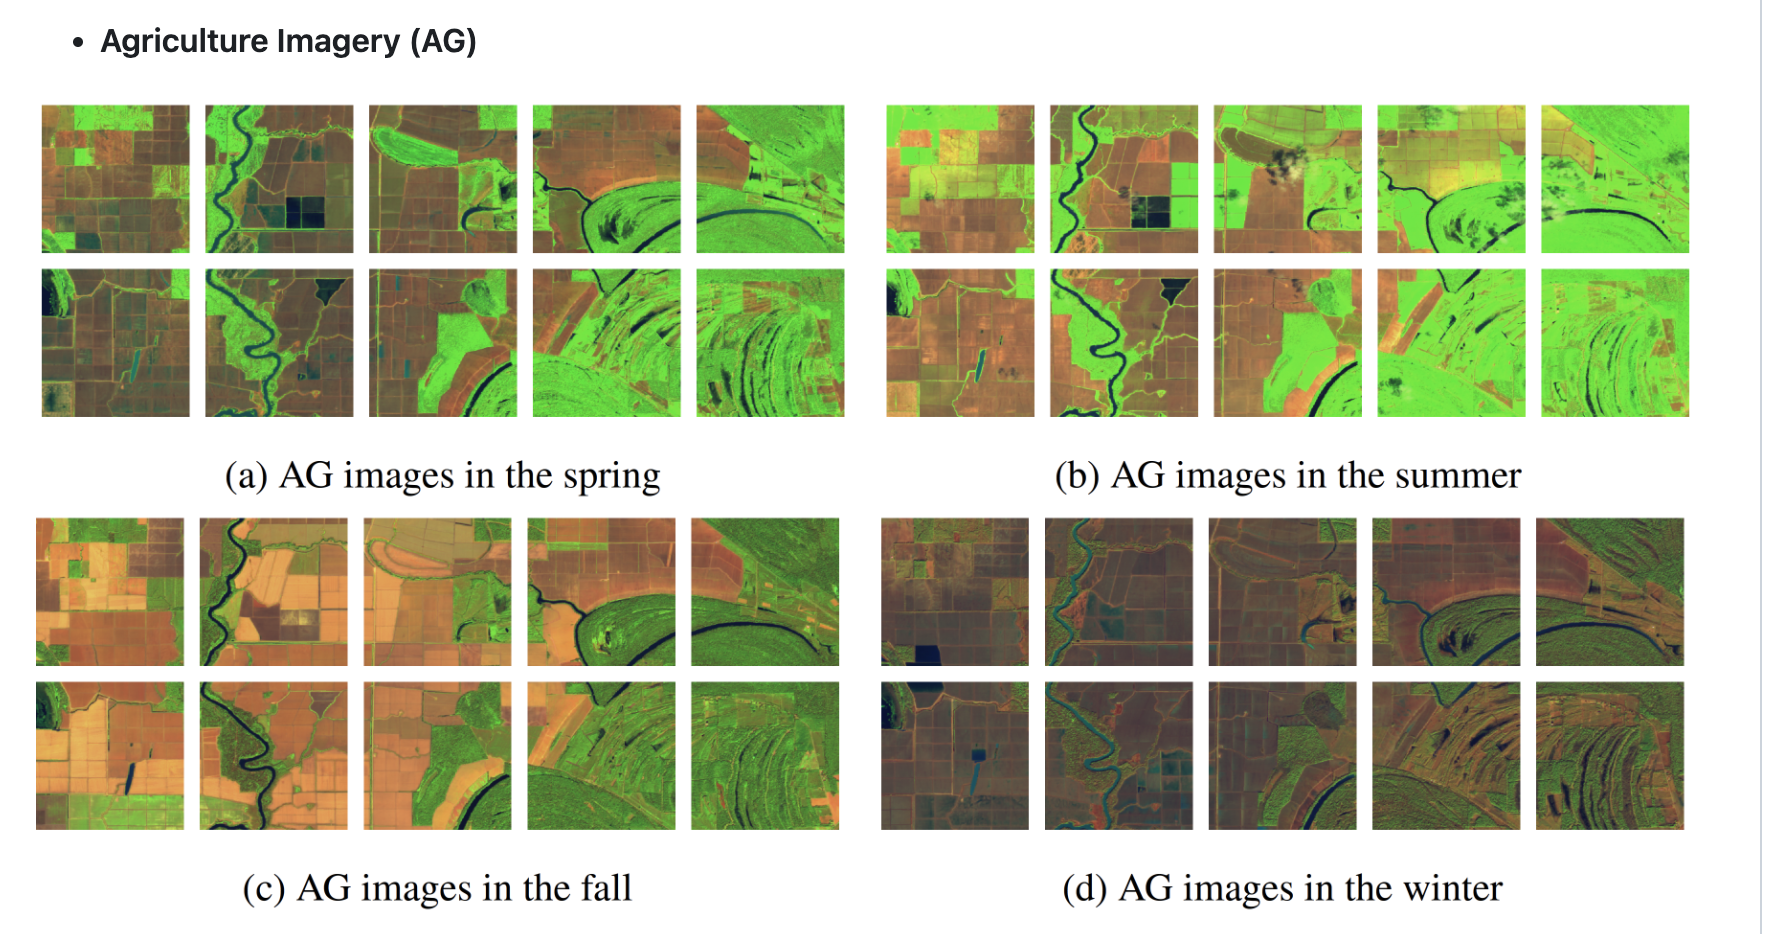 • Agriculture Imagery (AG)
(a) AG images in the spring
(b) AG images in the summer
(c) AG images in the fall
(d) AG images in the winter